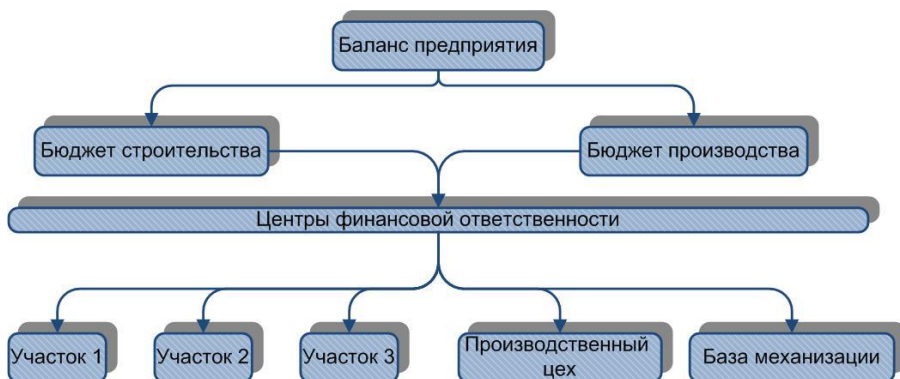 Баланс предприятия
Бюджет строительства
Бюджет производства
Центры финансовой ответственности
Участок 1
Участок 2
Участок 3
Производственный
цех
База механизации